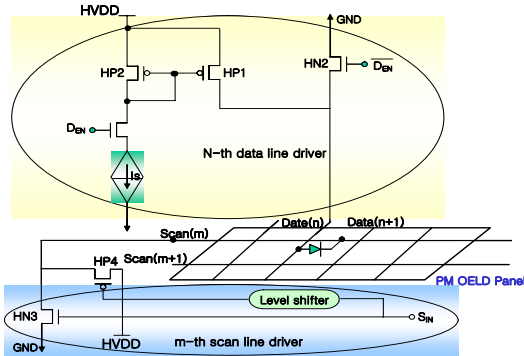 HVDD
GND
HP2
HP1
HN2
DEN
DEN
Is
N-th data line driver
Date(n)
Data(n+1)
Scan(m)
HP4
Scan(m+1)
PM OELD Panel
Level shifter
HN3
SIN
HVDD
m-th scan line driver
GND